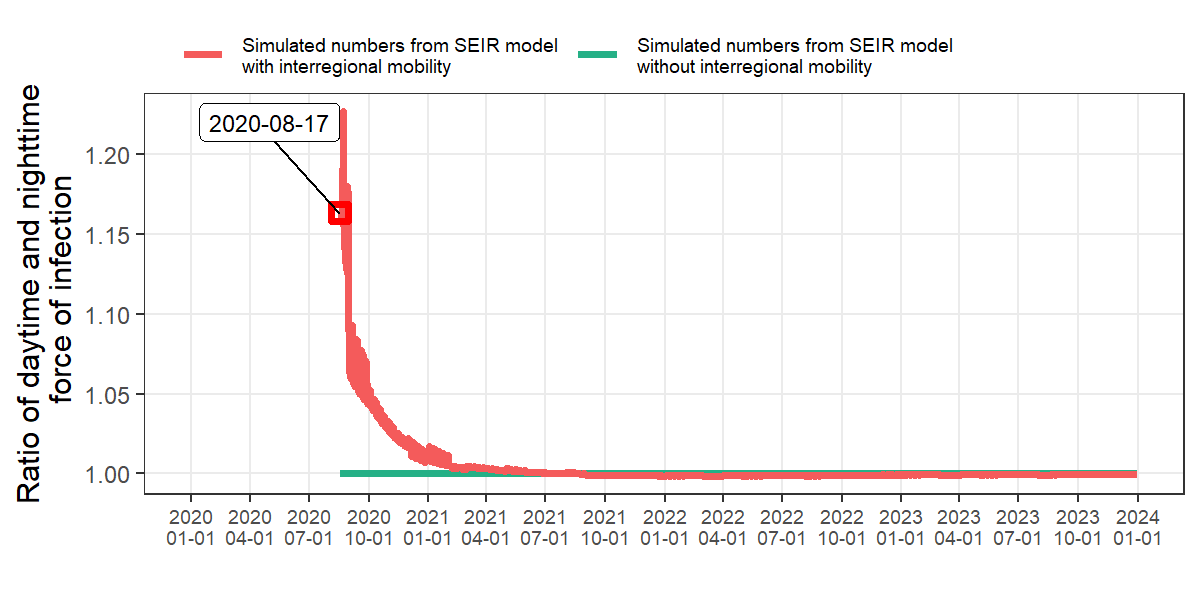 Simulated numbers from SEIR model
with interregional mobility
Simulated numbers from SEIR model
without interregional mobility
Ratio of daytime and nighttime
force of infection
2020-08-17
1.20
1.15
1.10
1.05
1.00
2020 2020 2020 2020 2021 2021 2021 2021 2022 2022 2022 2022 2023 2023 2023 2023 2024
01-01 04-01 07-01 10-01 01-01 04-01 07-01 10-01 01-01 04-01 07-01 10-01 01-01 04-01 07-01 10-01 01-01